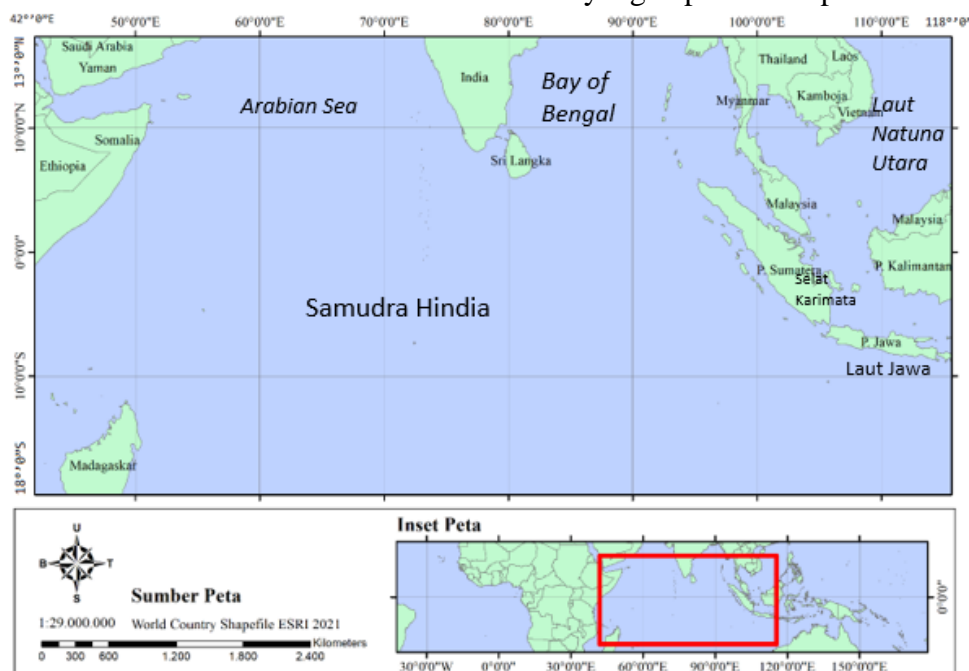 42°0'0"E 50°0'0"E 60°0'0"E 70°0'0"E 80°0'0"E 90°0'0"E 100°0'0"E 110°0'0"E 118°0'0"E
13°0'0"N
Saudi Arabia
Yaman
Arabian Sea
India
Bay of
Bengal
Thailand
Laos
Kamboja
Myanmar
Vietnam
Laut
Natuna
Utara
10°0'0"N
Somalia
Ethiopia
Sri Langka
Malaysia
Malaysia
0°0'0"
P. Sumatera
P. Kalimantan
Selat
Karimata
Samudra Hindia
P. Jawa
Laut Jawa
10°0'0"S
Madagaskar
18°0'0"S
Inset Peta
U
B T
S
Sumber Peta
1:29.000.000 World Country Shapefile ESRI 2021
Kilometers
0 300 600 1.200 1.800 2.400
0°0'0"
30°0'0"W 0°0'0" 30°0'0"E 60°0'0"E 90°0'0"E 120°0'0"E 150°0'0"E